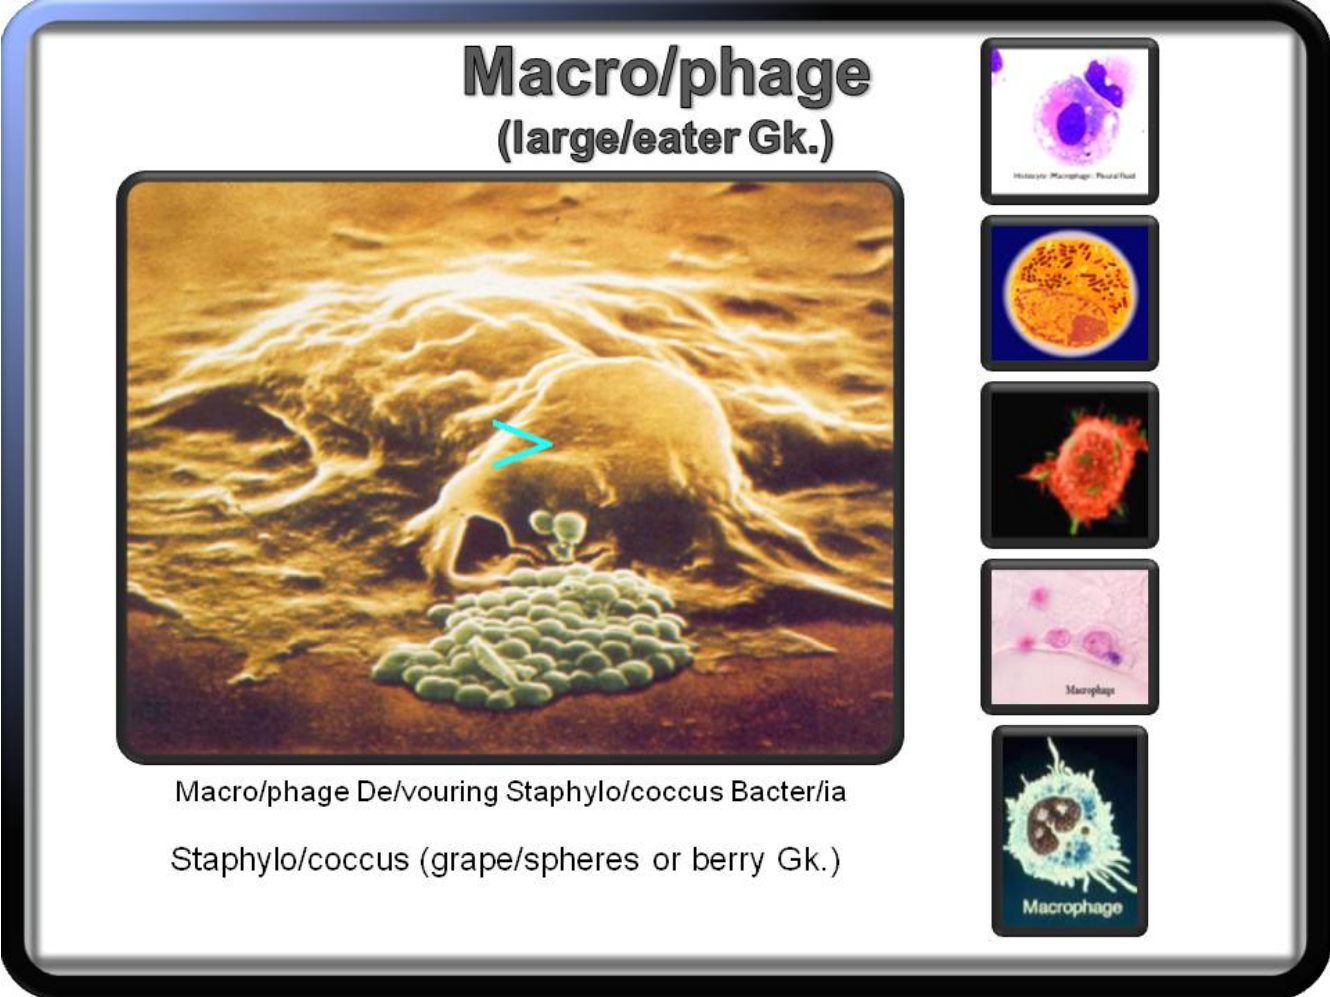 Macro/phage
(large/eater Gk.)
Histiocyte (Macrophage): Pleural Fluid
Macrophage
Macrophage
Macro/phage De/vouring Staphylo/coccus Bacter/ia
Staphylo/coccus (grape/spheres or berry Gk.)